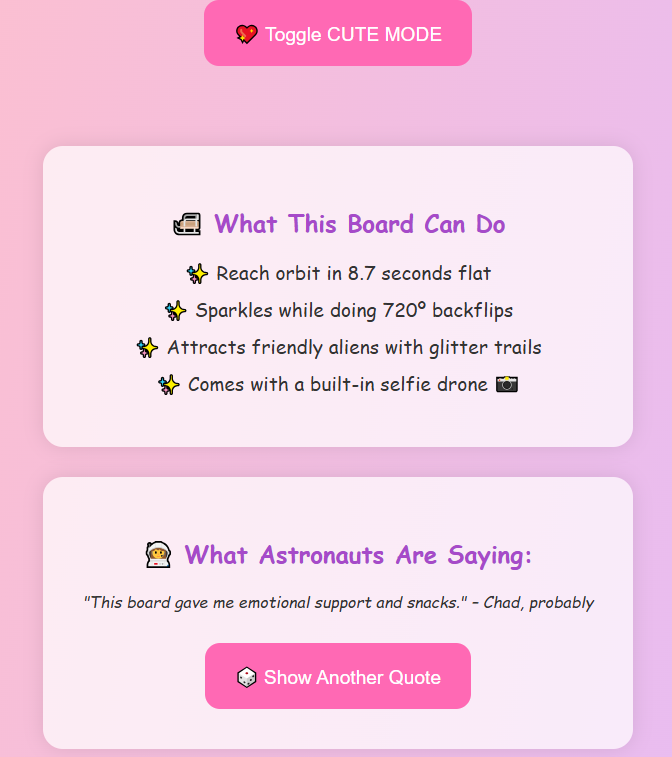 💖 Toggle CUTE MODE
🛷 What This Board Can Do
✨ Reach orbit in 8.7 seconds flat
✨ Sparkles while doing 720º backflips
✨ Attracts friendly aliens with glitter trails
✨ Comes with a built-in selfie drone 📸
🧑‍🚀 What Astronauts Are Saying:
"This board gave me emotional support and snacks." – Chad, probably
🎲 Show Another Quote